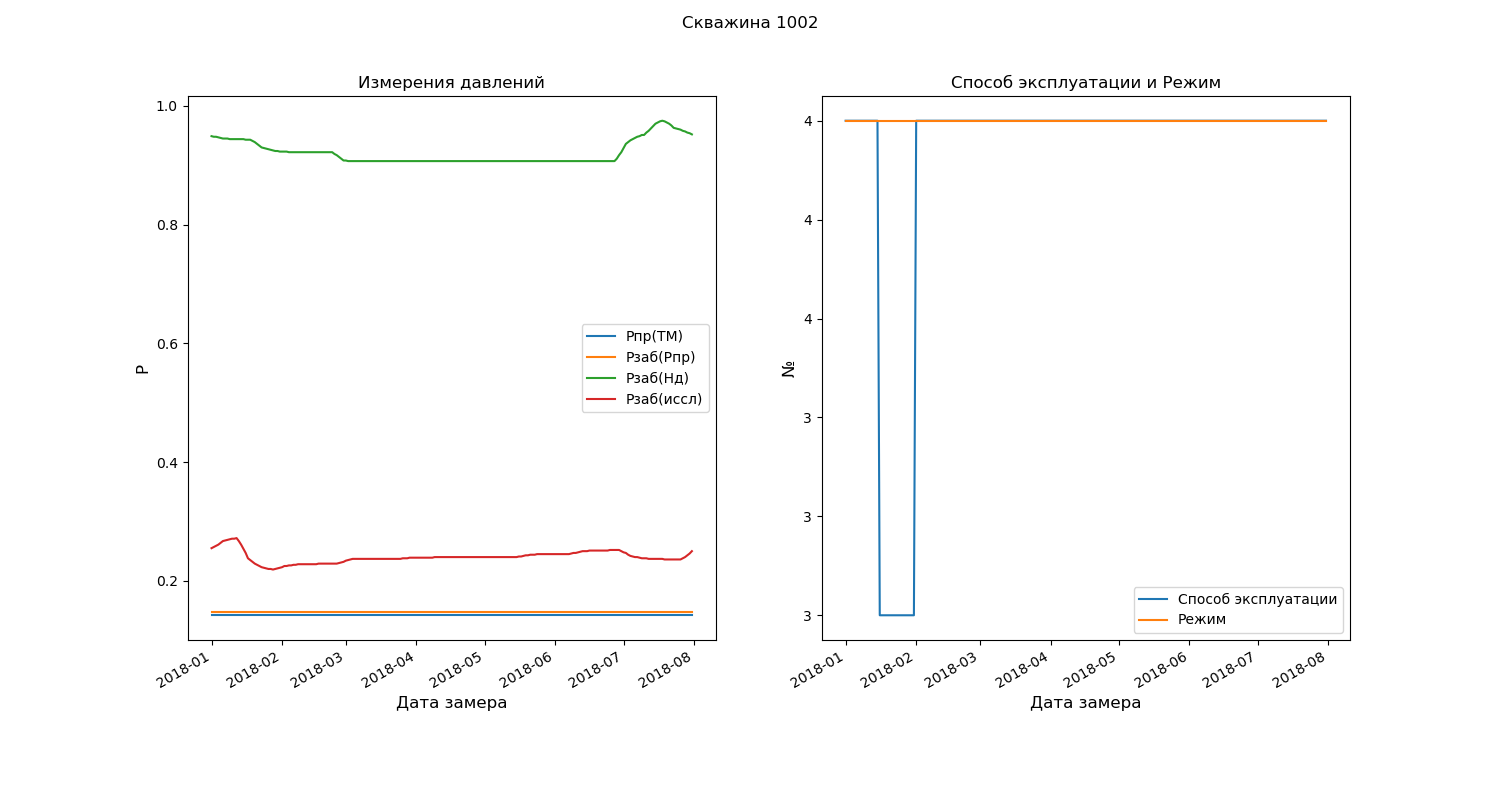 Скважина 1002
Измерения давлений
1.0
0.8
0.6
0.4
0.2
P
Рпр(ТМ)
Рзаб(Рпр)
Рзаб(Нд)
Рзаб(иссл)
2018-01
2018-02
2018-03
2018-04
2018-05
2018-06
2018-07
2018-08
Дата замера
Способ эксплуатации и Режим
4
4
4
3
3
3
№
Способ эксплуатации
Режим
2018-01
2018-02
2018-03
2018-04
2018-05
2018-06
2018-07
2018-08
Дата замера